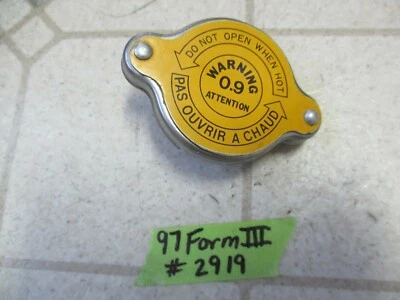 DO NOT OPEN WHEN HOT
WARNING
0.9
ATTENTION
PAS OUVRIR A CHAUD
97 Form III
# 2919